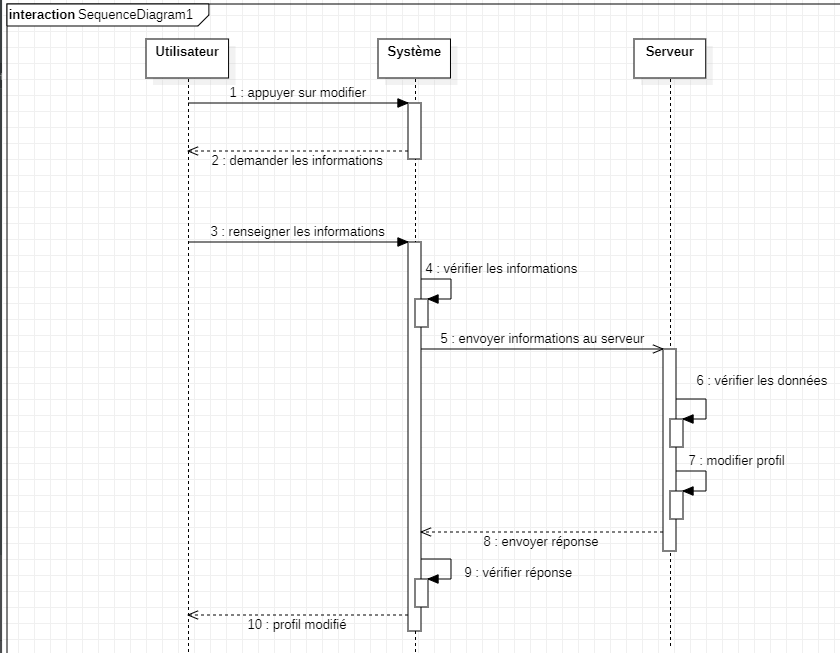 interaction SequenceDiagram1
Utilisateur
Système
Serveur
1 : appuyer sur modifier
2 : demander les informations
3 : renseigner les informations
4 : vérifier les informations
5 : envoyer informations au serveur
6 : vérifier les données
7 : modifier profil
8 : envoyer réponse
9 : vérifier réponse
10 : profil modifié